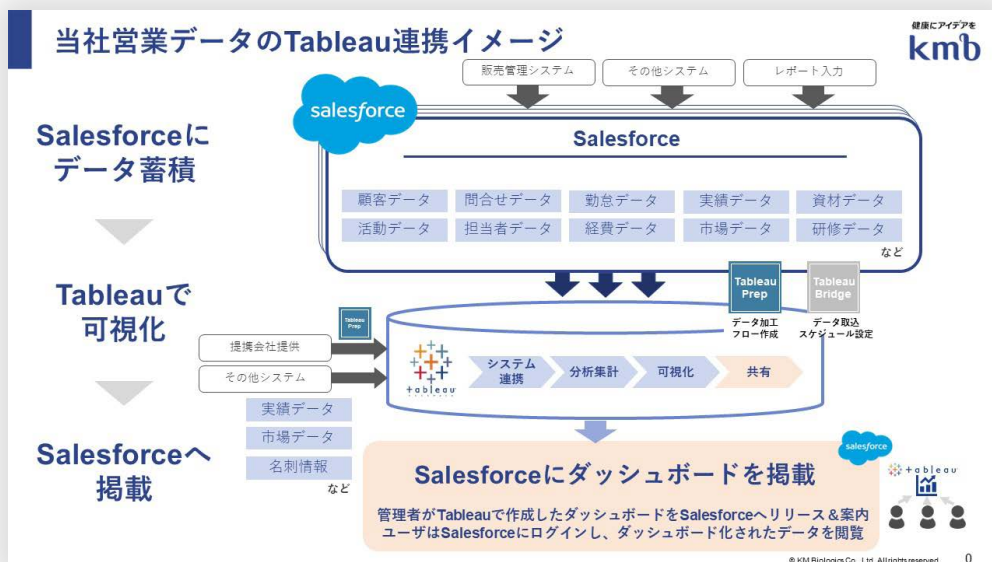 当社営業データのTableau連携イメージ
健康にアイデアを
kmb
販売管理システム
その他システム
レポート入力
salesforce
Salesforceに
データ蓄積
Salesforce
顧客データ
問合せデータ
勤怠データ
実績データ
資材データ
活動データ
担当者データ
経費データ
市場データ
研修データ
など
Tableauで
可視化
Tableau
Prep
データ加工
フロー作成
Tableau
Bridge
データ取込
スケジュール設定
Tableau
Prep
提携会社提供
その他システム
実績データ
市場データ
名刺情報
など
+ a b l e a u
システム
連携
分析集計
可視化
共有
Salesforceへ
掲載
salesforce
Salesforceにダッシュボードを掲載
管理者がTableauで作成したダッシュボードをSalesforceへリリース&案内
ユーザはSalesforceにログインし、ダッシュボード化されたデータを閲覧
+ a b l e a u
© KM Biologics Co., Ltd. All rights reserved.
0